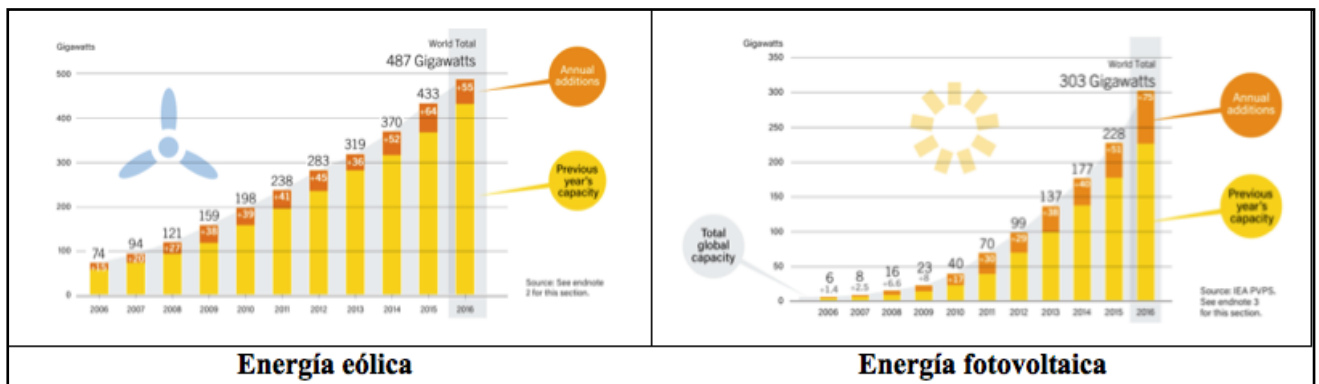 Gigawatts
World Total
487 Gigawatts
Annual
additions
500
400
300
200
100
0
74
94
121
159
198
238
283
319
370
433
+15
+20
+27
+38
+39
+41
+45
+36
+52
+64
+55
Previous
year's
capacity
Source: See endnote
2 for this section.
2006 2007 2008 2009 2010 2011 2012 2013 2014 2015 2016
Energía eólica
Gigawatts
World Total
303 Gigawatts
Annual
additions
350
300
250
200
150
100
50
0
6
8
16
23
40
70
99
137
177
228
+1.4
+2.5
+6.6
+8
+17
+30
+29
+38
+40
+51
+75
Previous
year's
capacity
Total
global
capacity
Source: IEA PVPS.
See endnote 3
for this section.
2006 2007 2008 2009 2010 2011 2012 2013 2014 2015 2016
Energía fotovoltaica